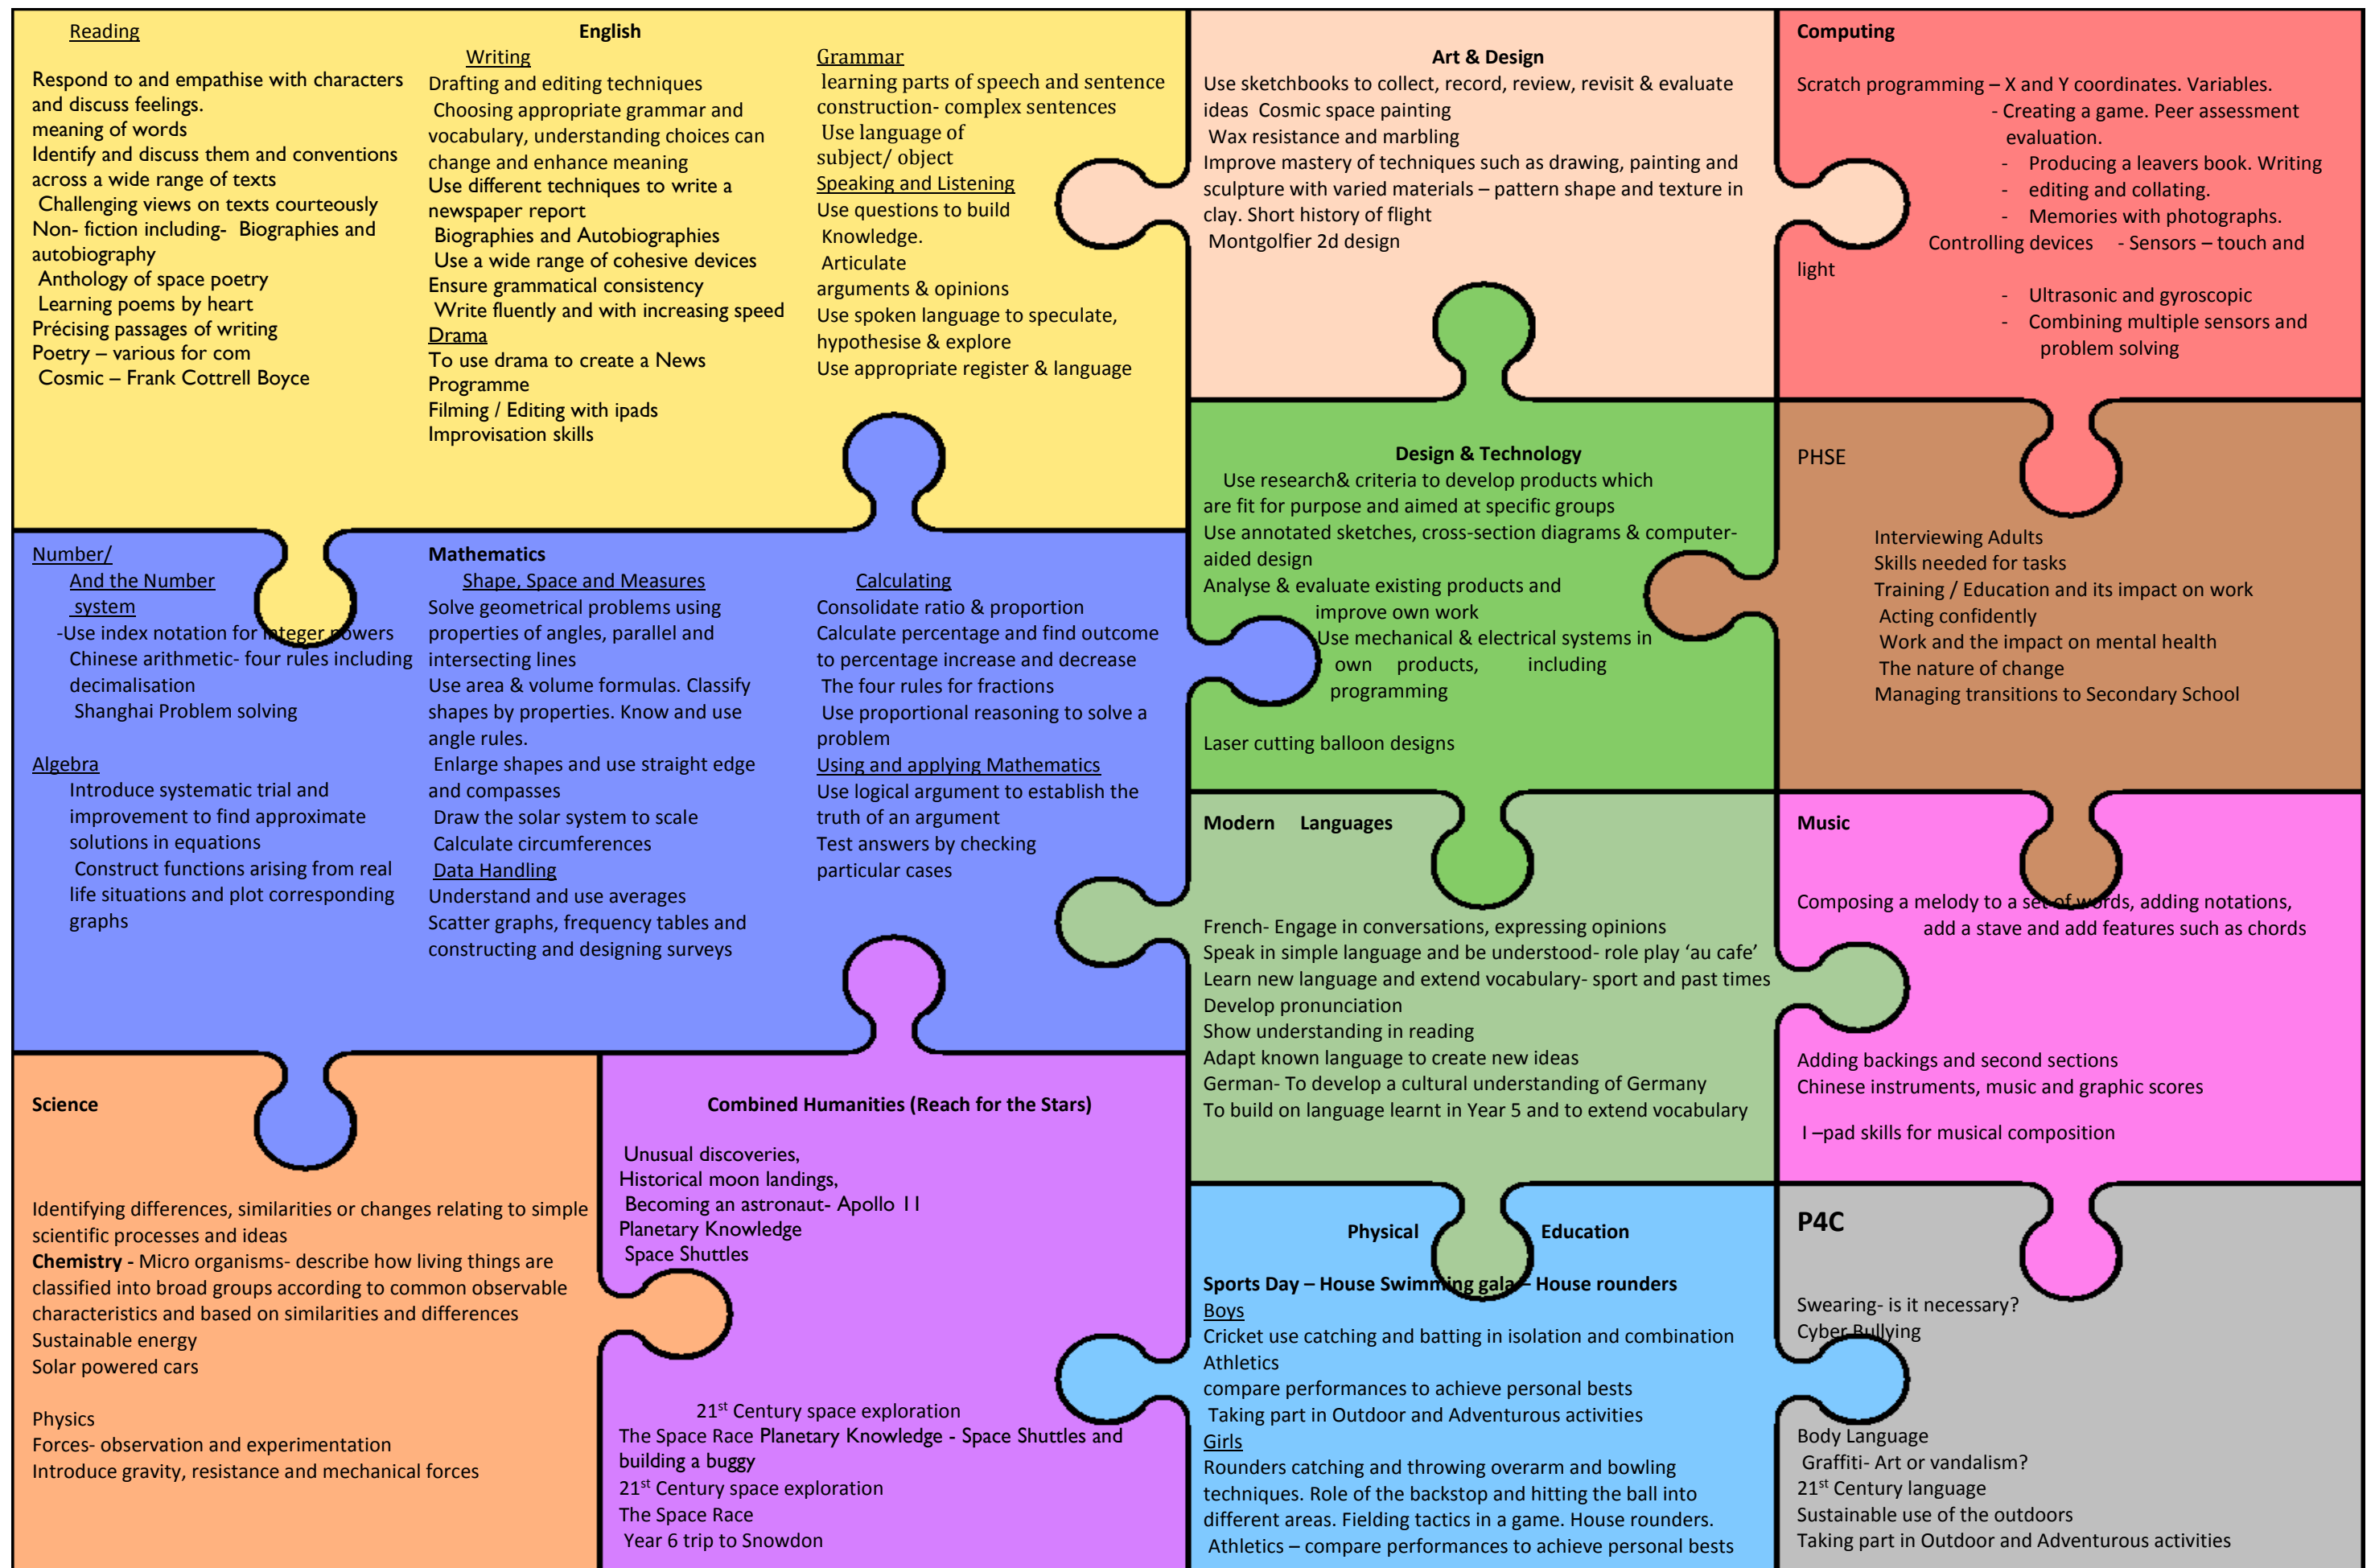 Reading
Respond to and empathise with characters
and discuss feelings.
meaning of words
Identify and discuss them and conventions
across a wide range of texts
Challenging views on texts courteously
Non- fiction including- Biographies and
autobiography
Anthology of space poetry
Learning poems by heart
Précising passages of writing
Poetry – various for com
Cosmic – Frank Cottrell Boyce
English
Writing
Drafting and editing techniques
Choosing appropriate grammar and
vocabulary, understanding choices can
change and enhance meaning
Use different techniques to write a
newspaper report
Biographies and Autobiographies
Use a wide range of cohesive devices
Ensure grammatical consistency
Write fluently and with increasing speed
Drama
To use drama to create a News
Programme
Filming / Editing with ipads
Improvisation skills
Grammar
learning parts of speech and sentence
construction- complex sentences
Use language of
subject/ object
Speaking and Listening
Use questions to build
Knowledge.
Articulate
arguments & opinions
Use spoken language to speculate,
hypothesise & explore
Use appropriate register & language
Art & Design
Use sketchbooks to collect, record, review, revisit & evaluate
ideas Cosmic space painting
Wax resistance and marbling
Improve mastery of techniques such as drawing, painting and
sculpture with varied materials – pattern shape and texture in
clay. Short history of flight
Montgolfier 2d design
Computing
Scratch programming – X and Y coordinates. Variables.
- Creating a game. Peer assessment
evaluation.
- Producing a leavers book. Writing
- editing and collating.
- Memories with photographs.
Controlling devices - Sensors – touch and
light
- Ultrasonic and gyroscopic
- Combining multiple sensors and
problem solving
Design & Technology
Use research& criteria to develop products which
are fit for purpose and aimed at specific groups
Use annotated sketches, cross-section diagrams & computer-
aided design
Analyse & evaluate existing products and
improve own work
Use mechanical & electrical systems in
own products, including
programming
Laser cutting balloon designs
PHSE
Interviewing Adults
Skills needed for tasks
Training / Education and its impact on work
Acting confidently
Work and the impact on mental health
The nature of change
Managing transitions to Secondary School
Number/
And the Number
system
-Use index notation for integer powers
Chinese arithmetic- four rules including
decimalisation
Shanghai Problem solving
Algebra
Introduce systematic trial and
improvement to find approximate
solutions in equations
Construct functions arising from real
life situations and plot corresponding
graphs
Mathematics
Shape, Space and Measures
Solve geometrical problems using
properties of angles, parallel and
intersecting lines
Use area & volume formulas. Classify
shapes by properties. Know and use
angle rules.
Enlarge shapes and use straight edge
and compasses
Draw the solar system to scale
Calculate circumferences
Data Handling
Understand and use averages
Scatter graphs, frequency tables and
constructing and designing surveys
Calculating
Consolidate ratio & proportion
Calculate percentage and find outcome
to percentage increase and decrease
The four rules for fractions
Use proportional reasoning to solve a
problem
Using and applying Mathematics
Use logical argument to establish the
truth of an argument
Test answers by checking
particular cases
Modern Languages
French- Engage in conversations, expressing opinions
Speak in simple language and be understood- role play ‘au cafe’
Learn new language and extend vocabulary- sport and past times
Develop pronunciation
Show understanding in reading
Adapt known language to create new ideas
German- To develop a cultural understanding of Germany
To build on language learnt in Year 5 and to extend vocabulary
Music
Composing a melody to a set of words, adding notations,
add a stave and add features such as chords
Adding backings and second sections
Chinese instruments, music and graphic scores
I –pad skills for musical composition
Science
Identifying differences, similarities or changes relating to simple
scientific processes and ideas
Chemistry - Micro organisms- describe how living things are
classified into broad groups according to common observable
characteristics and based on similarities and differences
Sustainable energy
Solar powered cars
Physics
Forces- observation and experimentation
Introduce gravity, resistance and mechanical forces
Combined Humanities (Reach for the Stars)
Unusual discoveries,
Historical moon landings,
Becoming an astronaut- Apollo 11
Planetary Knowledge
Space Shuttles
21st Century space exploration
The Space Race Planetary Knowledge - Space Shuttles and
building a buggy
21st Century space exploration
The Space Race
Year 6 trip to Snowdon
Physical Education
Sports Day – House Swimming gala – House rounders
Boys
Cricket use catching and batting in isolation and combination
Athletics
compare performances to achieve personal bests
Taking part in Outdoor and Adventurous activities
Girls
Rounders catching and throwing overarm and bowling
techniques. Role of the backstop and hitting the ball into
different areas. Fielding tactics in a game. House rounders.
Athletics – compare performances to achieve personal bests
P4C
Swearing- is it necessary?
Cyber Bullying
Body Language
Graffiti- Art or vandalism?
21st Century language
Sustainable use of the outdoors
Taking part in Outdoor and Adventurous activities